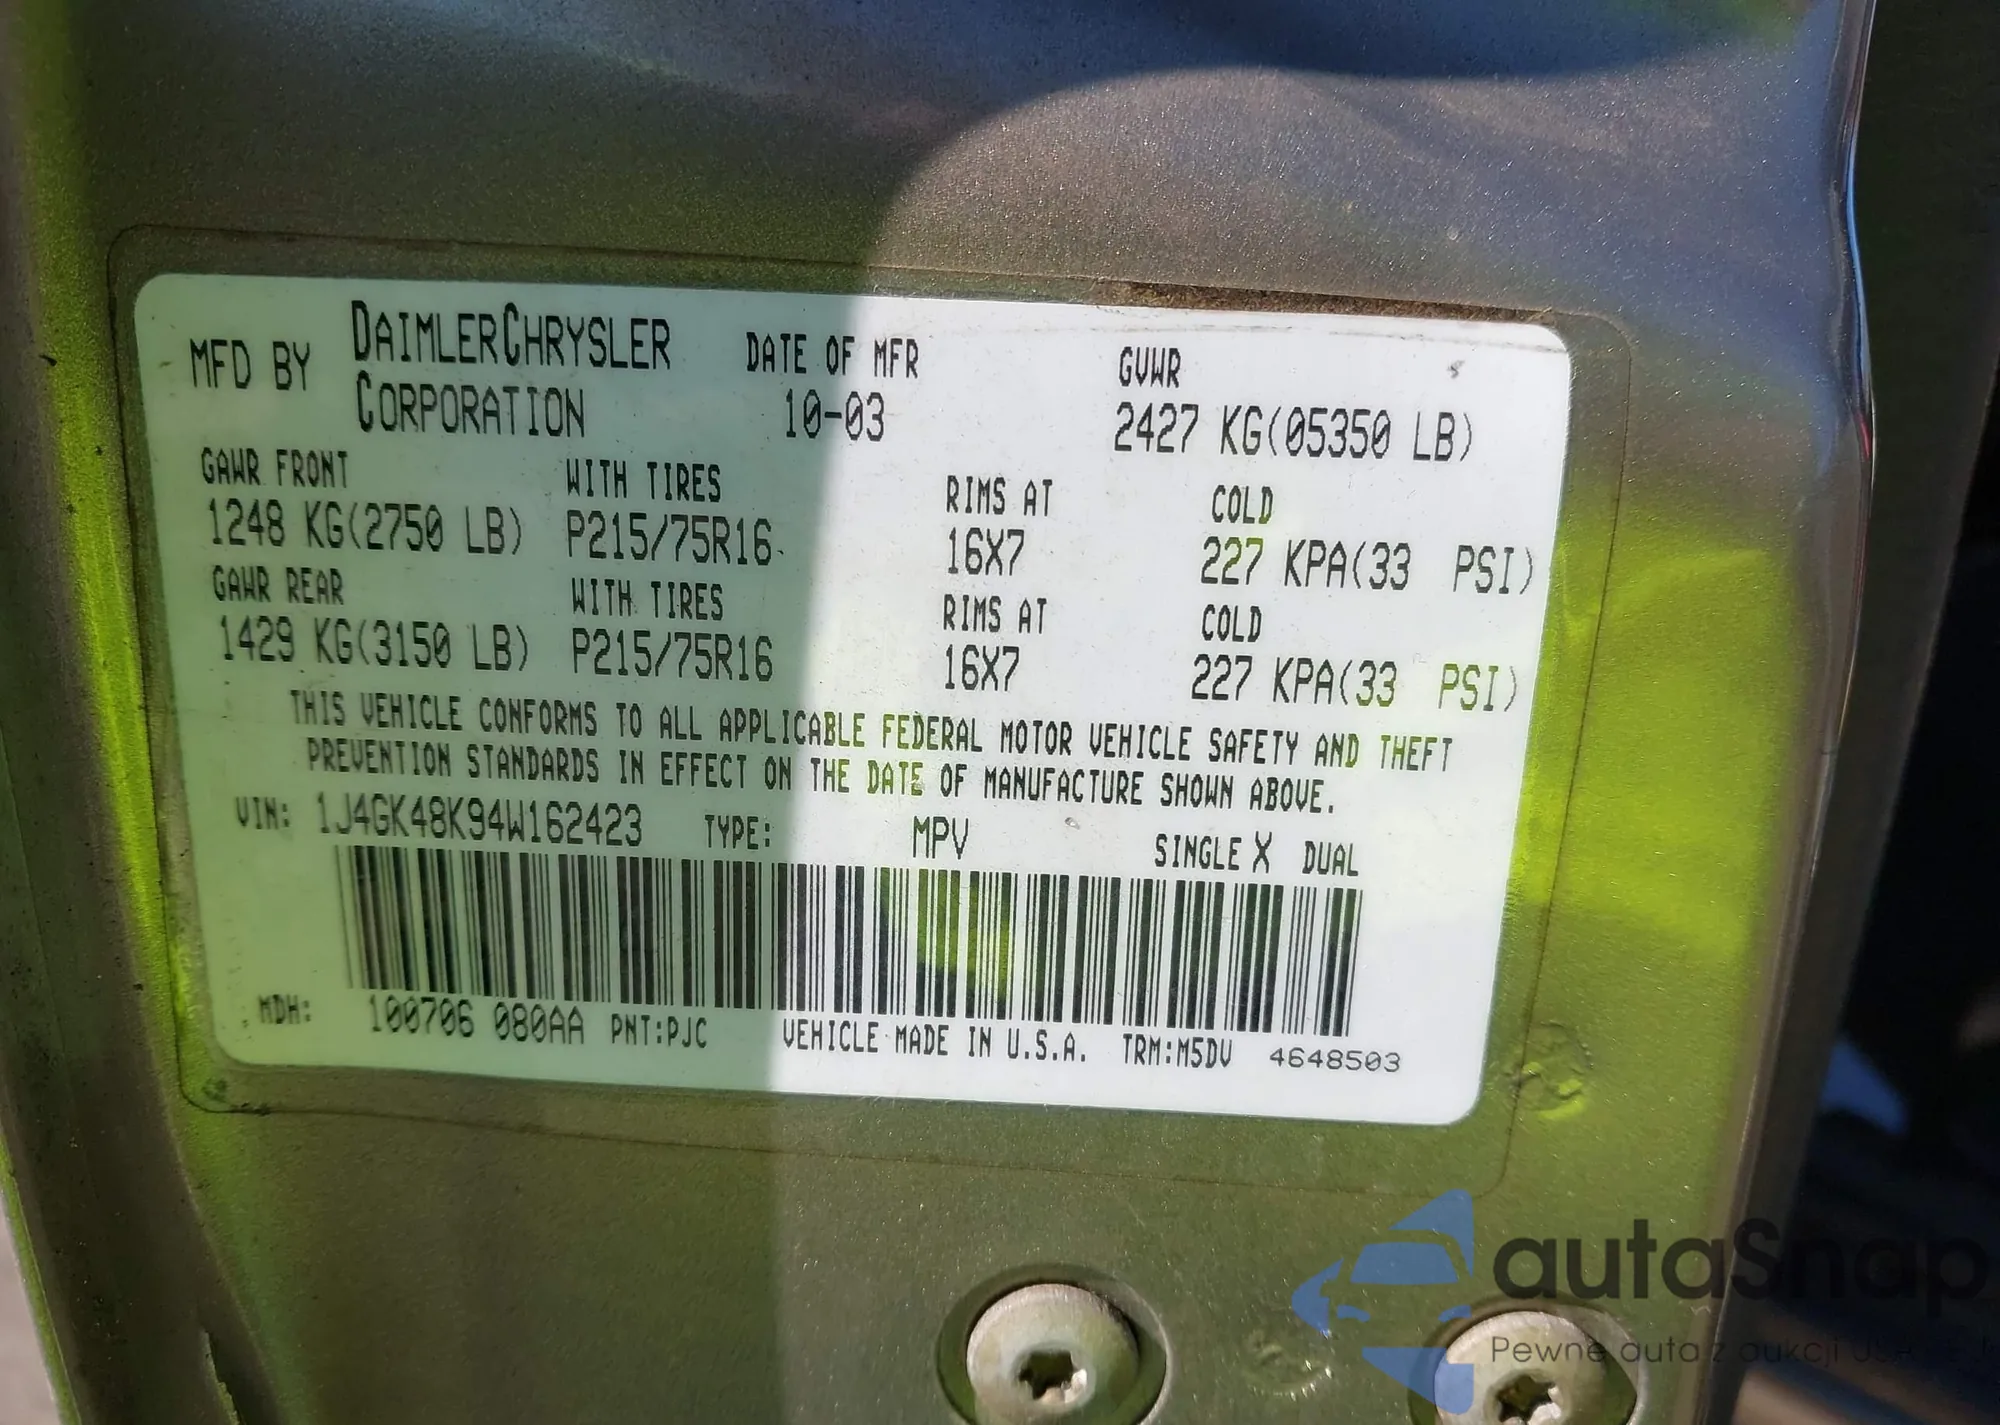 MFD BY DAIMLERCHRYSLER CORPORATION
DATE OF MFR
10-03
GVWR
2427 KG(05350 LB)
GAWR FRONT WITH TIRES RIMS AT COLD
1248 KG(2750 LB) P215/75R16 16X7 227 KPA(33 PSI)
GAWR REAR WITH TIRES RIMS AT COLD
1429 KG(3150 LB) P215/75R16 16X7 227 KPA(33 PSI)
THIS VEHICLE CONFORMS TO ALL APPLICABLE FEDERAL MOTOR VEHICLE SAFETY AND THEFT
PREVENTION STANDARDS IN EFFECT ON THE DATE OF MANUFACTURE SHOWN ABOVE.
VIN: 1J4GK48K94W162423 TYPE: MPV SINGLE X DUAL
MDH: 100706 080AA PNT:PJC VEHICLE MADE IN U.S.A. TRM:M5DV 4648503
autaSnap
Pewne auta z aukcji